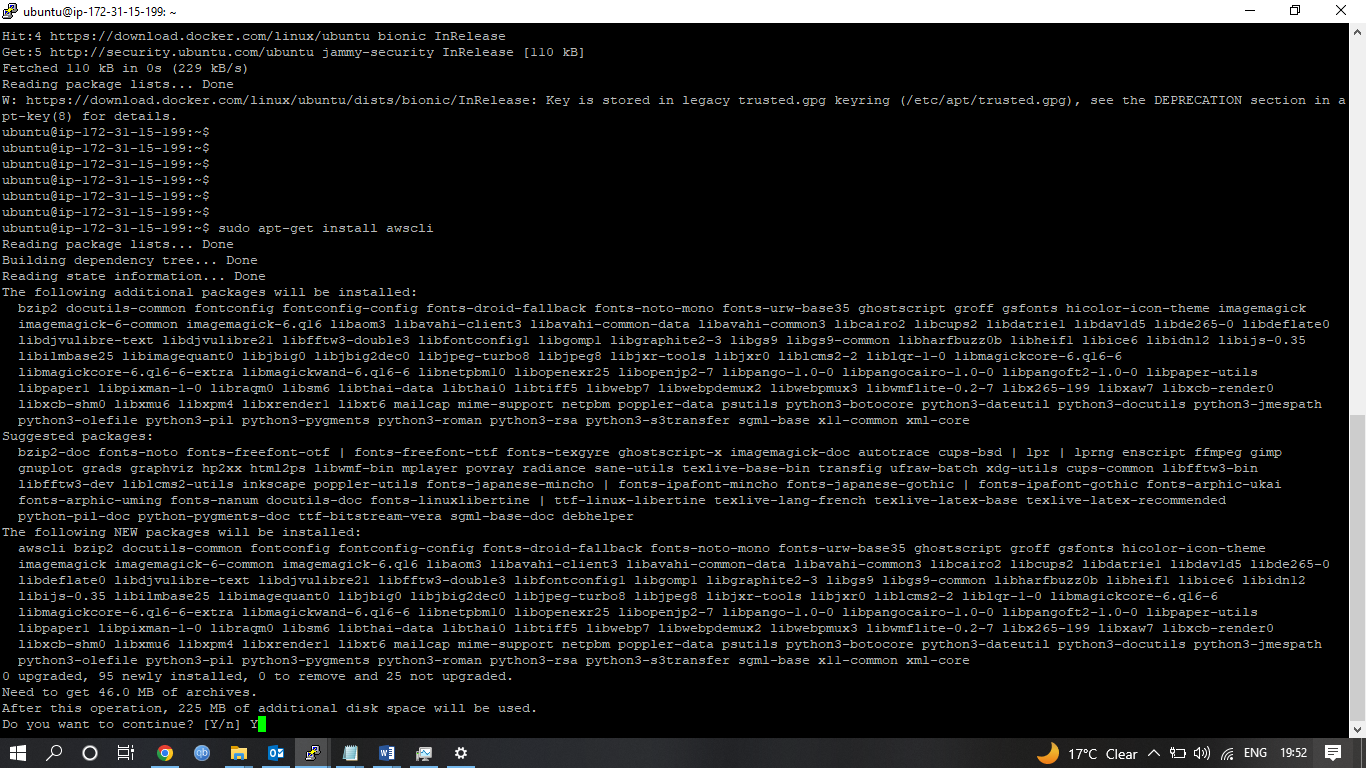 ubuntu@ip-172-31-15-199: ~
Hit:4 https://download.docker.com/linux/ubuntu bionic InRelease
Get:5 http://security.ubuntu.com/ubuntu jammy-security InRelease [110 kB]
Fetched 110 kB in 0s (229 kB/s)
Reading package lists... Done
W: https://download.docker.com/linux/ubuntu/dists/bionic/InRelease: Key is stored in legacy trusted.gpg keyring (/etc/apt/trusted.gpg), see the DEPRECATION section in a
pt-key(8) for details.
ubuntu@ip-172-31-15-199:~$
ubuntu@ip-172-31-15-199:~$
ubuntu@ip-172-31-15-199:~$
ubuntu@ip-172-31-15-199:~$
ubuntu@ip-172-31-15-199:~$
ubuntu@ip-172-31-15-199:~$
ubuntu@ip-172-31-15-199:~$ sudo apt-get install awscli
Reading package lists... Done
Building dependency tree... Done
Reading state information... Done
The following additional packages will be installed:
  bzip2 docutils-common fontconfig fontconfig-config fonts-droid-fallback fonts-noto-mono fonts-urw-base35 ghostscript groff gsfonts hicolor-icon-theme imagemagick
  imagemagick-6-common imagemagick-6.q16 libaom3 libavahi-client3 libavahi-common-data libavahi-common3 libcairo2 libcups2 libdatrie1 libdav1d5 libde265-0 libdeflate0
  libdjvulibre-text libdjvulibre21 libfftw3-double3 libfontconfig1 libgomp1 libgraphite2-3 libgs9 libgs9-common libharfbuzz0b libheif1 libice6 libidn12 libijs-0.35
  libilmbase25 libimagequant0 libjbig0 libjbig2dec0 libjpeg-turbo8 libjpeg8 libjxr-tools libjxr0 liblcms2-2 liblqr-1-0 libmagickcore-6.q16-6
  libmagickcore-6.q16-6-extra libmagickwand-6.q16-6 libnetpbm10 libopenexr25 libopenjp2-7 libpango-1.0-0 libpangocairo-1.0-0 libpangoft2-1.0-0 libpaper-utils
  libpaper1 libpixman-1-0 libraqm0 libsm6 libthai-data libthai0 libtiff5 libwebp7 libwebpdemux2 libwebpmux3 libwmflite-0.2-7 libx265-199 libxaw7 libxcb-render0
  libxcb-shm0 libxmu6 libxpm4 libxrender1 libxt6 mailcap mime-support netpbm poppler-data psutils python3-botocore python3-dateutil python3-docutils python3-jmespath
  python3-olefile python3-pil python3-pygments python3-roman python3-rsa python3-s3transfer sgml-base x11-common xml-core
Suggested packages:
  bzip2-doc fonts-noto fonts-freefont-otf | fonts-freefont-ttf fonts-texgyre ghostscript-x imagemagick-doc autotrace cups-bsd | lpr | lprng enscript ffmpeg gimp
  gnuplot grads graphviz hp2xx html2ps libwmf-bin mplayer povray radiance sane-utils texlive-base-bin transfig ufraw-batch xdg-utils cups-common libfftw3-bin
  libfftw3-dev liblcms2-utils inkscape poppler-utils fonts-japanese-mincho | fonts-ipafont-mincho fonts-japanese-gothic | fonts-ipafont-gothic fonts-arphic-ukai
  fonts-arphic-uming fonts-nanum docutils-doc fonts-linuxlibertine | ttf-linux-libertine texlive-lang-french texlive-latex-base texlive-latex-recommended
  python-pil-doc python-pygments-doc ttf-bitstream-vera sgml-base-doc debhelper
The following NEW packages will be installed:
  awscli bzip2 docutils-common fontconfig fontconfig-config fonts-droid-fallback fonts-noto-mono fonts-urw-base35 ghostscript groff gsfonts hicolor-icon-theme
  imagemagick imagemagick-6-common imagemagick-6.q16 libaom3 libavahi-client3 libavahi-common-data libavahi-common3 libcairo2 libcups2 libdatrie1 libdav1d5 libde265-0
  libdeflate0 libdjvulibre-text libdjvulibre21 libfftw3-double3 libfontconfig1 libgomp1 libgraphite2-3 libgs9 libgs9-common libharfbuzz0b libheif1 libice6 libidn12
  libijs-0.35 libilmbase25 libimagequant0 libjbig0 libjbig2dec0 libjpeg-turbo8 libjpeg8 libjxr-tools libjxr0 liblcms2-2 liblqr-1-0 libmagickcore-6.q16-6
  libmagickcore-6.q16-6-extra libmagickwand-6.q16-6 libnetpbm10 libopenexr25 libopenjp2-7 libpango-1.0-0 libpangocairo-1.0-0 libpangoft2-1.0-0 libpaper-utils
  libpaper1 libpixman-1-0 libraqm0 libsm6 libthai-data libthai0 libtiff5 libwebp7 libwebpdemux2 libwebpmux3 libwmflite-0.2-7 libx265-199 libxaw7 libxcb-render0
  libxcb-shm0 libxmu6 libxpm4 libxrender1 libxt6 mailcap mime-support netpbm poppler-data psutils python3-botocore python3-dateutil python3-docutils python3-jmespath
  python3-olefile python3-pil python3-pygments python3-roman python3-rsa python3-s3transfer sgml-base x11-common xml-core
0 upgraded, 95 newly installed, 0 to remove and 25 not upgraded.
Need to get 46.0 MB of archives.
After this operation, 225 MB of additional disk space will be used.
Do you want to continue? [Y/n] Y
17°C Clear ENG 19:52